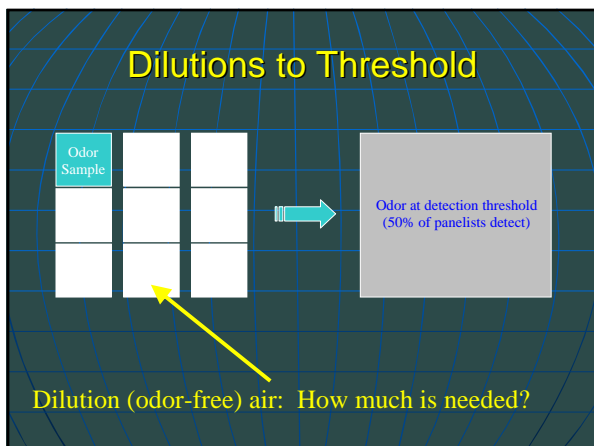 Dilutions to Threshold
Odor
Sample
Odor at detection threshold
(50% of panelists detect)
Dilution (odor-free) air:  How much is needed?